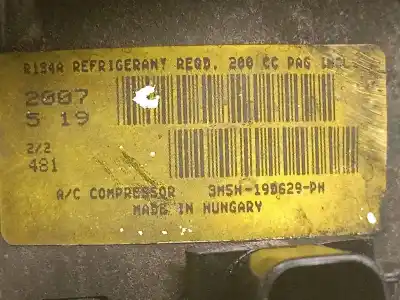 R134A REFRIGERANT REQD. 200 CC PAG INCL
2007
5 19
2/2
481
A/C COMPRESSOR 3M5H-19D629-PH
MADE IN HUNGARY